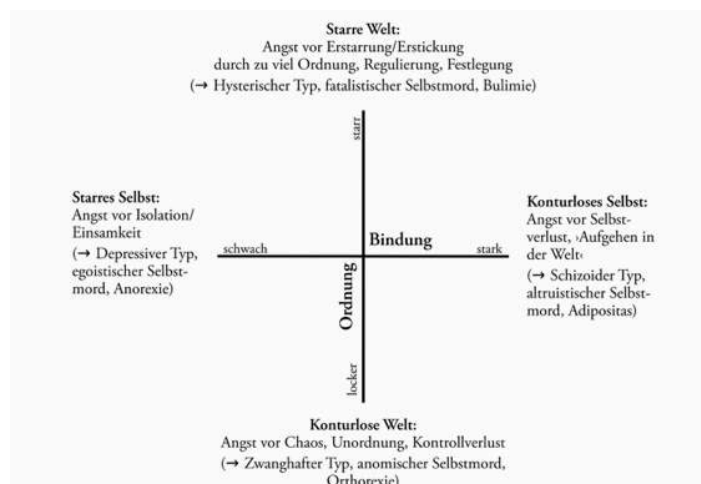 Starre Welt:
Angst vor Erstarrung/Erstickung
durch zu viel Ordnung, Regulierung, Festlegung
(→ Hysterischer Typ, fatalistischer Selbstmord, Bulimie)
starr
Starres Selbst:
Angst vor Isolation/
Einsamkeit
(→ Depressiver Typ,
egoistischer Selbst-
mord, Anorexie)
schwach
Bindung
stark
Konturloses Selbst:
Angst vor Selbst-
verlust, ›Aufgehen in
der Welt‹
(→ Schizoider Typ,
altruistischer Selbst-
mord, Adipositas)
Ordnung
locker
Konturlose Welt:
Angst vor Chaos, Unordnung, Kontrollverlust
(→ Zwanghafter Typ, anomischer Selbstmord,
Orthorexie)